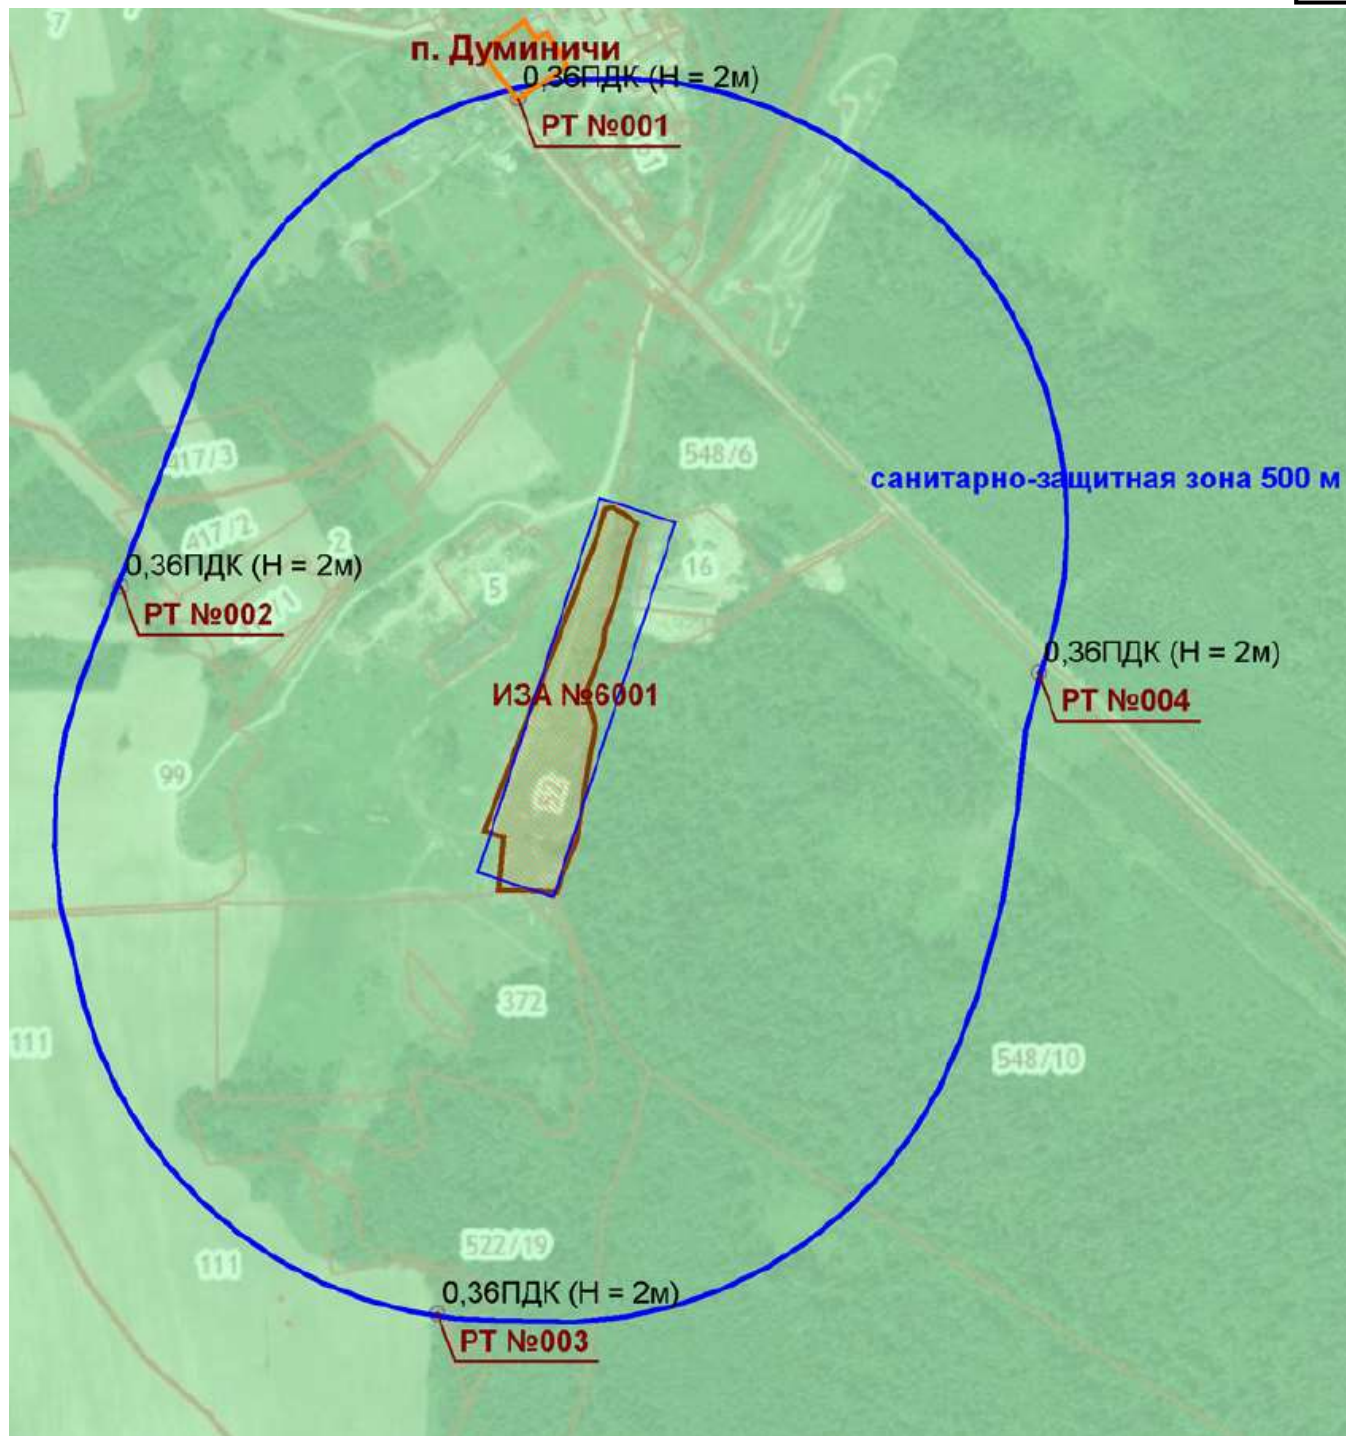 7
п. Думиничи
0,36ПДК (Н = 2м)
РТ №001
417/3
548/6
санитарно-защитная зона 500 м
417/2
2
0,36ПДК (Н = 2м)
5
16
РТ №002
0,36ПДК (Н = 2м)
ИЗА №6001
РТ №004
99
52
372
111
548/10
522/19
111
0,36ПДК (Н = 2м)
РТ №003